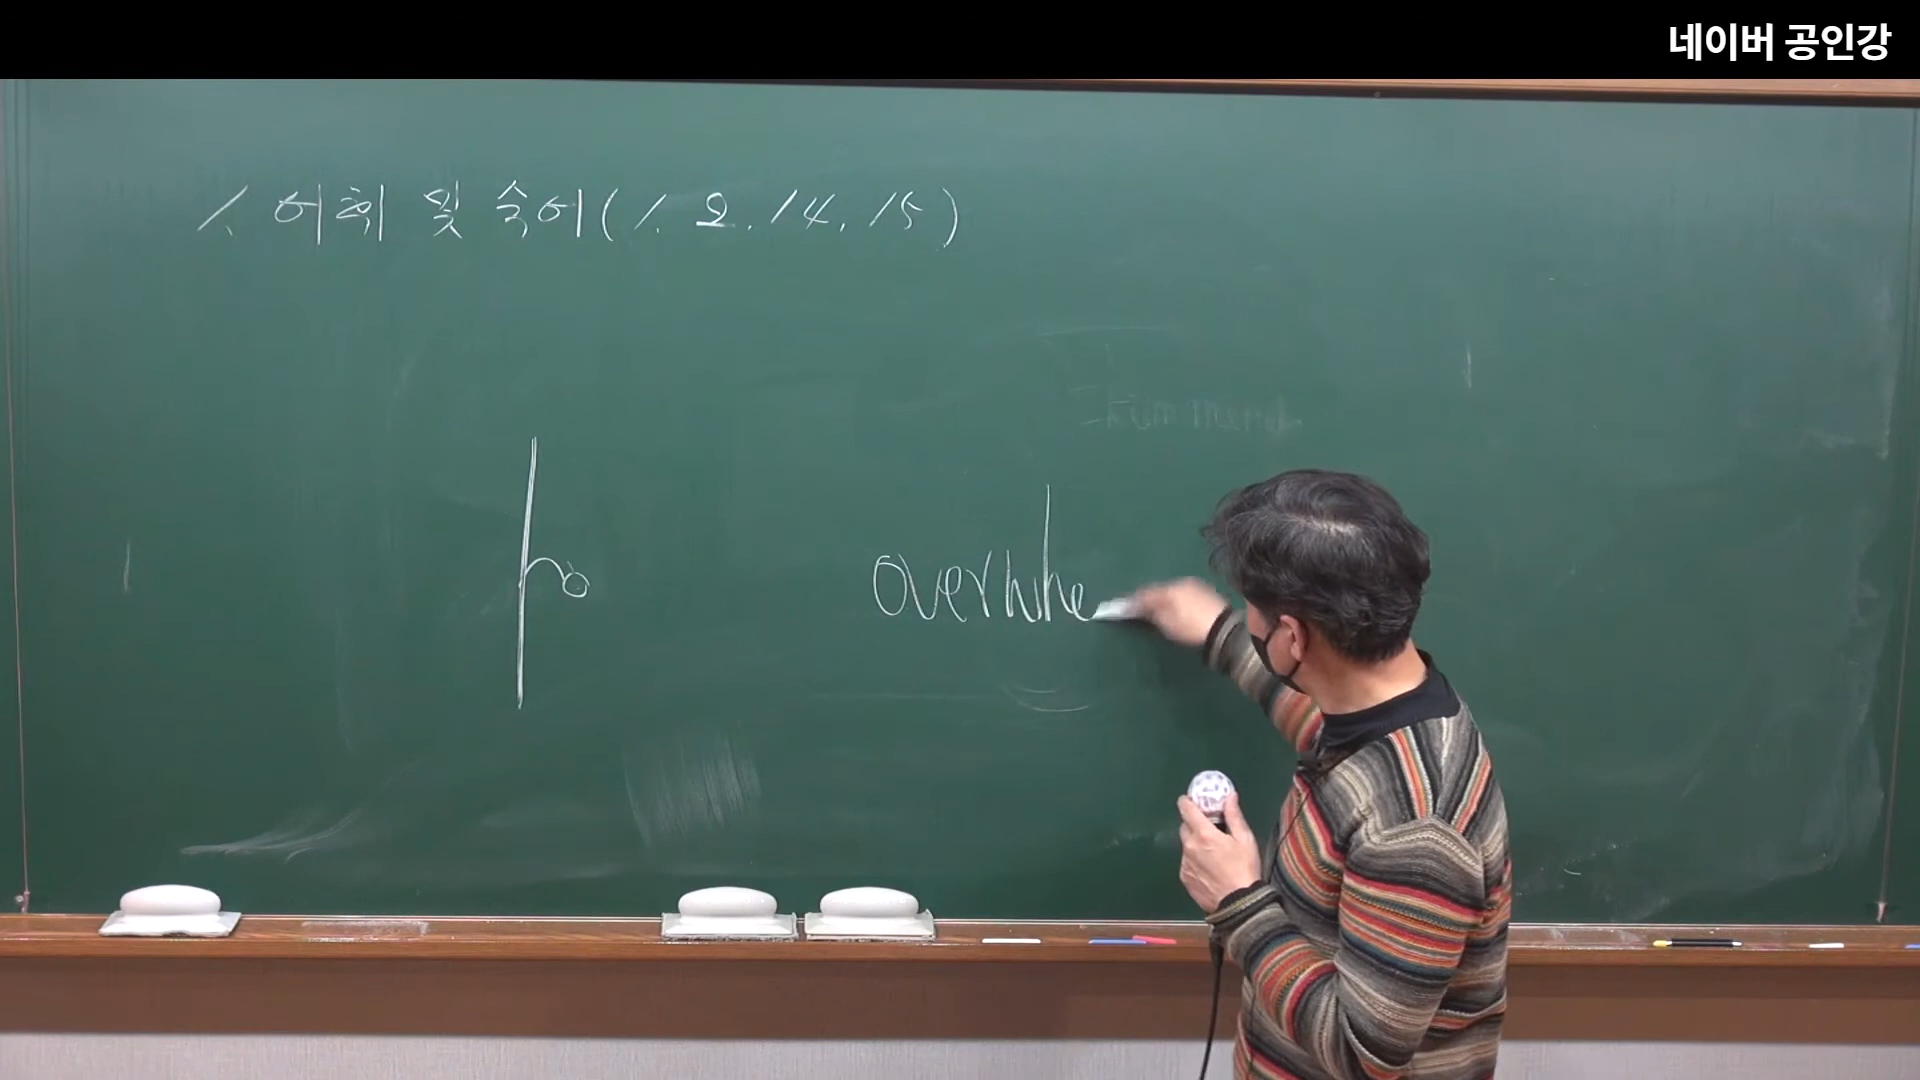 네이버 공인강
1. 어휘 및 숙어(1. 2. 14. 15)
overwhe